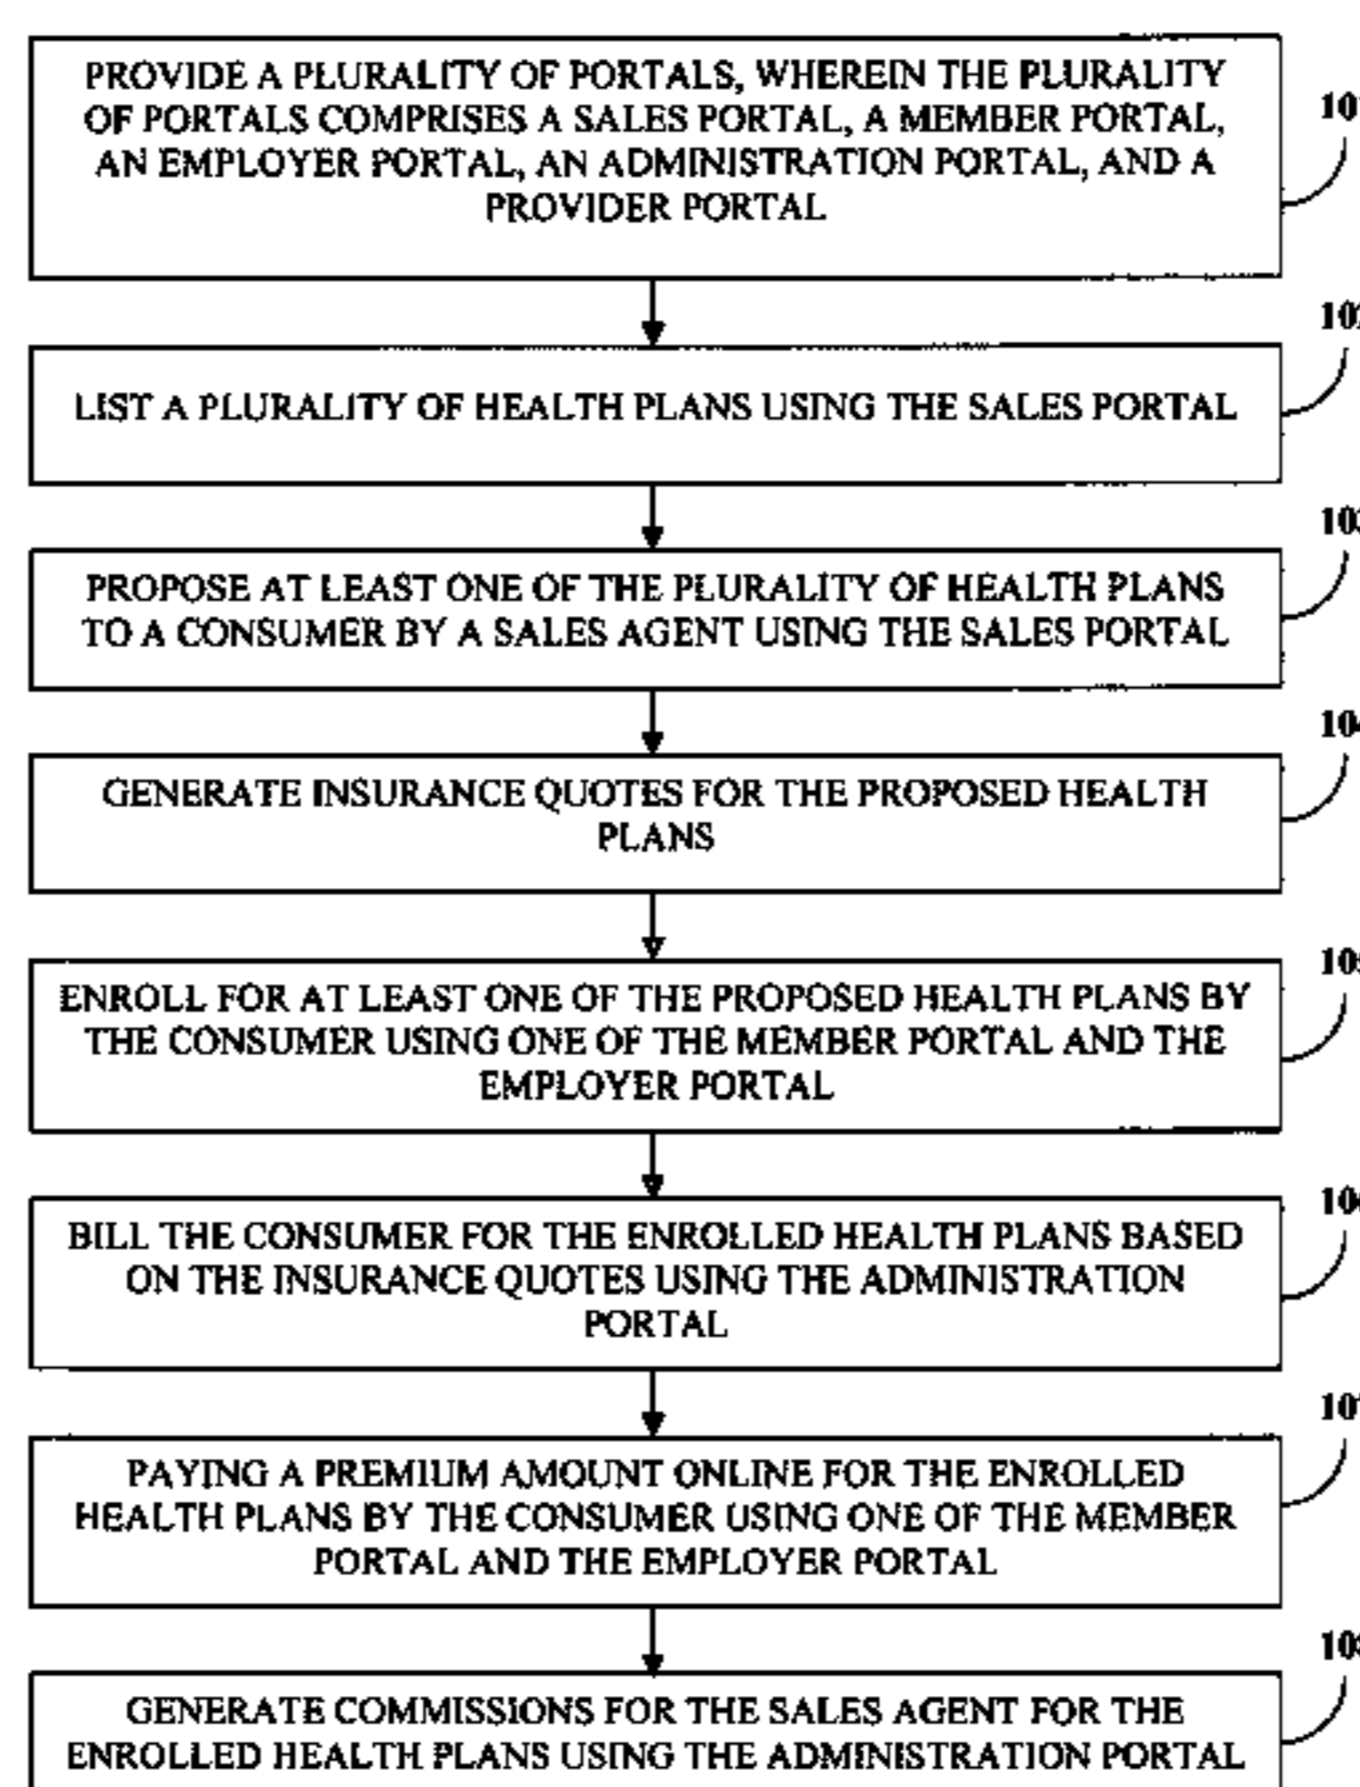 PROVIDE A PLURALITY OF PORTALS, WHEREIN THE PLURALITY
OF PORTALS COMPRISES A SALES PORTAL, A MEMBER PORTAL,
AN EMPLOYER PORTAL, AN ADMINISTRATION PORTAL, AND A
PROVIDER PORTAL
LIST A PLURALITY OF HEALTH PLANS USING THE SALES PORTAL
PROPOSE AT LEAST ONE OF THE PLURALITY OF HEALTH PLANS
TO A CONSUMER BY A SALES AGENT USING THE SALES PORTAL
GENERATE INSURANCE QUOTES FOR THE PROPOSED HEALTH
PLANS
ENROLL FOR AT LEAST ONE OF THE PROPOSED HEALTH PLANS BY
THE CONSUMER USING ONE OF THE MEMBER PORTAL AND THE
EMPLOYER PORTAL
BILL THE CONSUMER FOR THE ENROLLED HEALTH PLANS BASED
ON THE INSURANCE QUOTES USING THE ADMINISTRATION
PORTAL
PAYING A PREMIUM AMOUNT ONLINE FOR THE ENROLLED
HEALTH PLANS BY THE CONSUMER USING ONE OF THE MEMBER
PORTAL AND THE EMPLOYER PORTAL
GENERATE COMMISSIONS FOR THE SALES AGENT FOR THE
ENROLLED HEALTH PLANS USING THE ADMINISTRATION PORTAL